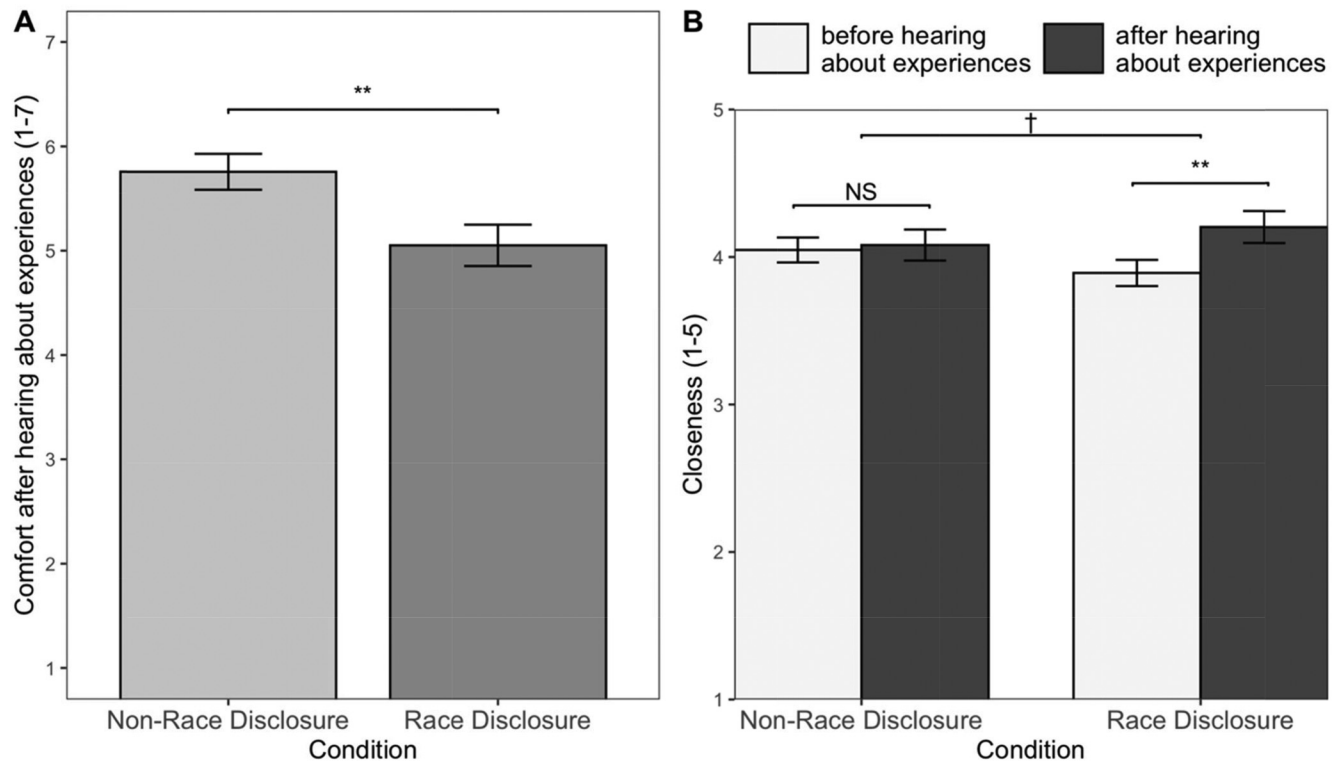 A
Comfort after hearing about experiences (1-7)
7
6
5
4
3
2
1
**
Non-Race Disclosure
Race Disclosure
Condition
B
before hearing
about experiences
after hearing
about experiences
Closeness (1-5)
5
4
3
2
1
†
NS
**
Non-Race Disclosure
Race Disclosure
Condition